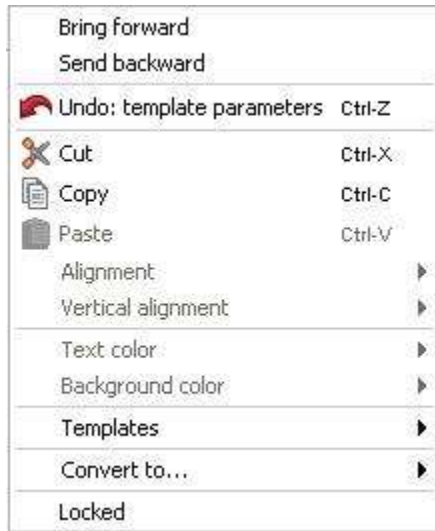 Bring forward
Send backward
Undo: template parameters Ctrl-Z
Cut Ctrl-X
Copy Ctrl-C
Paste Ctrl-V
Alignment
Vertical alignment
Text color
Background color
Templates
Convert to...
Locked